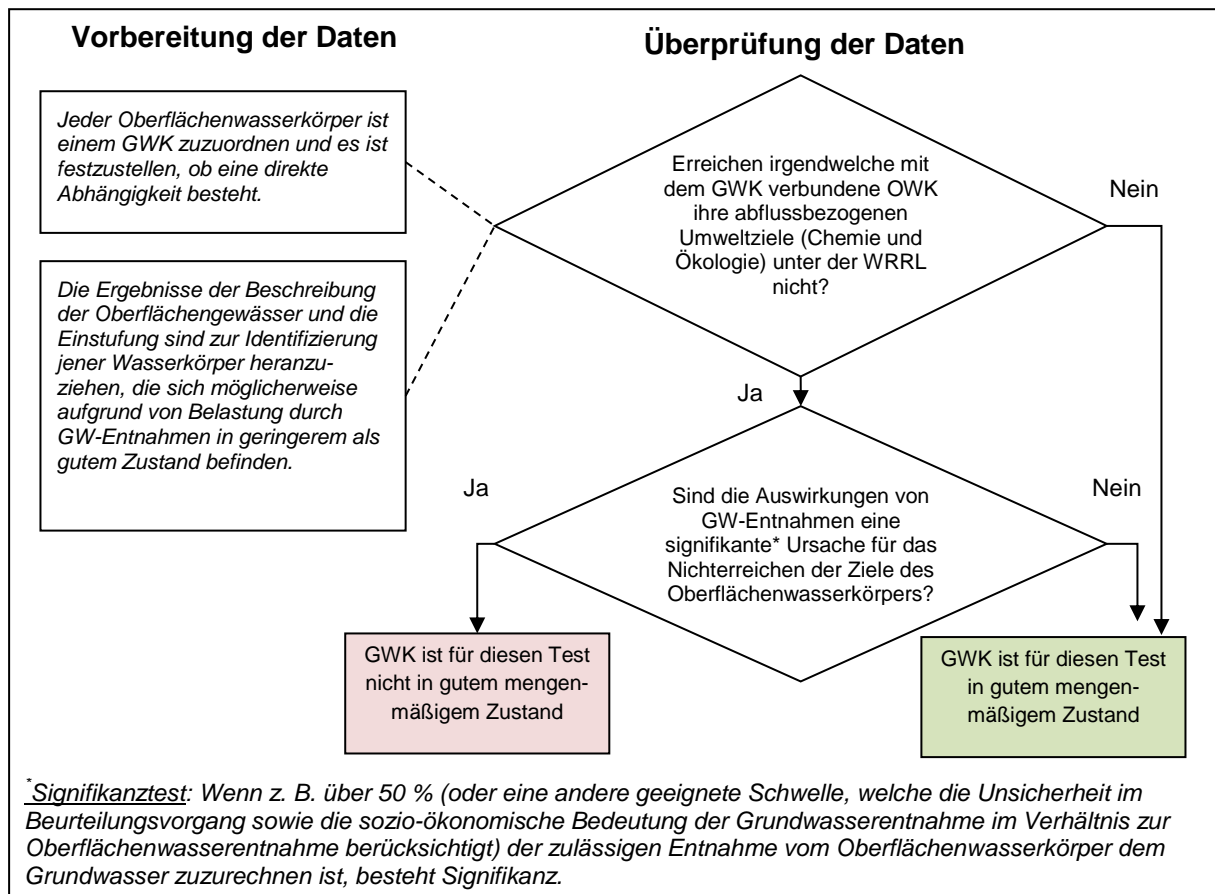 Vorbereitung der Daten
Überprüfung der Daten
Jeder Oberflächenwasserkörper ist
einem GWK zuzuordnen und es ist
festzustellen, ob eine direkte
Abhängigkeit besteht.
Die Ergebnisse der Beschreibung
der Oberflächengewässer und die
Einstufung sind zur Identifizierung
jener Wasserkörper heranzu-
ziehen, die sich möglicherweise
aufgrund von Belastung durch
GW-Entnahmen in geringerem als
gutem Zustand befinden.
Erreichen irgendwelche mit
dem GWK verbundene OWK
ihre abflussbezogenen
Umweltziele (Chemie und
Ökologie) unter der WRRL
nicht?
Nein
Ja
Sind die Auswirkungen von
GW-Entnahmen eine
signifikante* Ursache für das
Nichterreichen der Ziele des
Oberflächenwasserkörpers?
Ja
Nein
GWK ist für diesen Test
nicht in gutem mengen-
mäßigem Zustand
GWK ist für diesen Test
in gutem mengen-
mäßigem Zustand
*Signifikanztest: Wenn z. B. über 50 % (oder eine andere geeignete Schwelle, welche die Unsicherheit im
Beurteilungsvorgang sowie die sozio-ökonomische Bedeutung der Grundwasserentnahme im Verhältnis zur
Oberflächenwasserentnahme berücksichtigt) der zulässigen Entnahme vom Oberflächenwasserkörper dem
Grundwasser zuzurechnen ist, besteht Signifikanz.